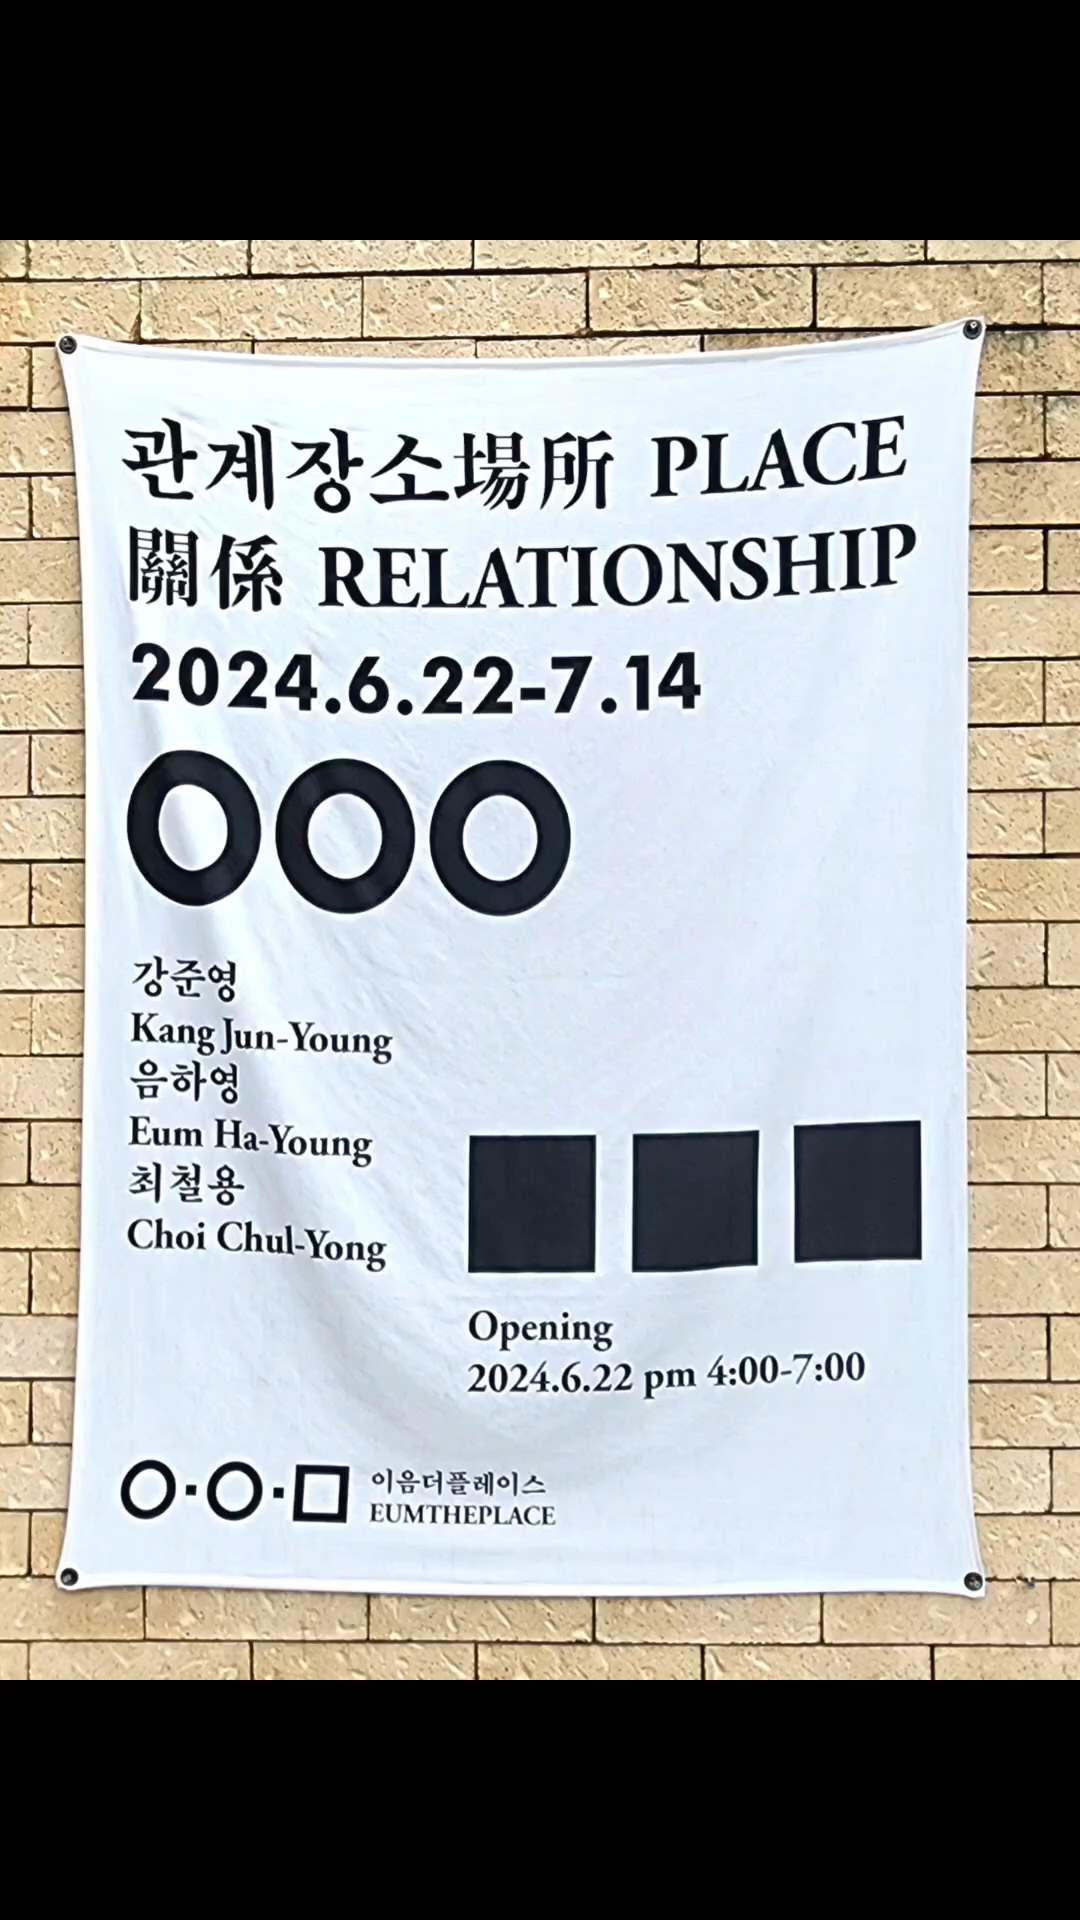 관계장소場所 PLACE
關係 RELATIONSHIP
2024.6.22-7.14
강준영
Kang Jun-Young
음하영
Eum Ha-Young
최철용
Choi Chul-Yong
Opening
2024.6.22 pm 4:00-7:00
이음더플레이스
EUMTHEPLACE